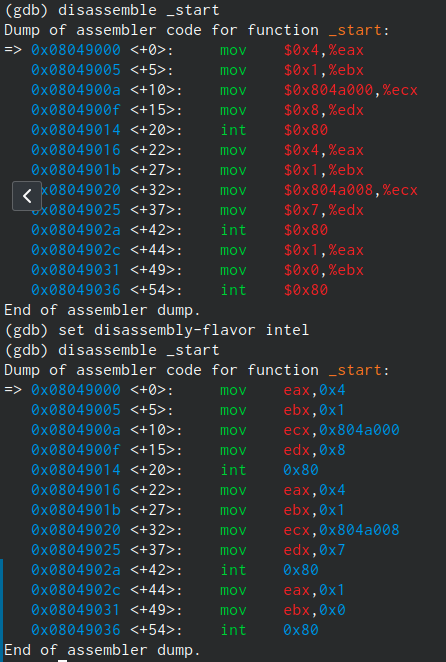 (gdb) disassemble _start
Dump of assembler code for function _start:
=> 0x08049000 <+0>:     mov    $0x4,%eax
   0x08049005 <+5>:     mov    $0x1,%ebx
   0x0804900a <+10>:    mov    $0x804a000,%ecx
   0x0804900f <+15>:    mov    $0x8,%edx
   0x08049014 <+20>:    int    $0x80
   0x08049016 <+22>:    mov    $0x4,%eax
   0x0804901b <+27>:    mov    $0x1,%ebx
   08049020 <+32>:    mov    $0x804a008,%ecx
   0x08049025 <+37>:    mov    $0x7,%edx
   0x0804902a <+42>:    int    $0x80
   0x0804902c <+44>:    mov    $0x1,%eax
   0x08049031 <+49>:    mov    $0x0,%ebx
   0x08049036 <+54>:    int    $0x80
End of assembler dump.
(gdb) set disassembly-flavor intel
(gdb) disassemble _start
Dump of assembler code for function _start:
=> 0x08049000 <+0>:     mov    eax,0x4
   0x08049005 <+5>:     mov    ebx,0x1
   0x0804900a <+10>:    mov    ecx,0x804a000
   0x0804900f <+15>:    mov    edx,0x8
   0x08049014 <+20>:    int    0x80
   0x08049016 <+22>:    mov    eax,0x4
   0x0804901b <+27>:    mov    ebx,0x1
   0x08049020 <+32>:    mov    ecx,0x804a008
   0x08049025 <+37>:    mov    edx,0x7
   0x0804902a <+42>:    int    0x80
   0x0804902c <+44>:    mov    eax,0x1
   0x08049031 <+49>:    mov    ebx,0x0
   0x08049036 <+54>:    int    0x80
End of assembler dump.